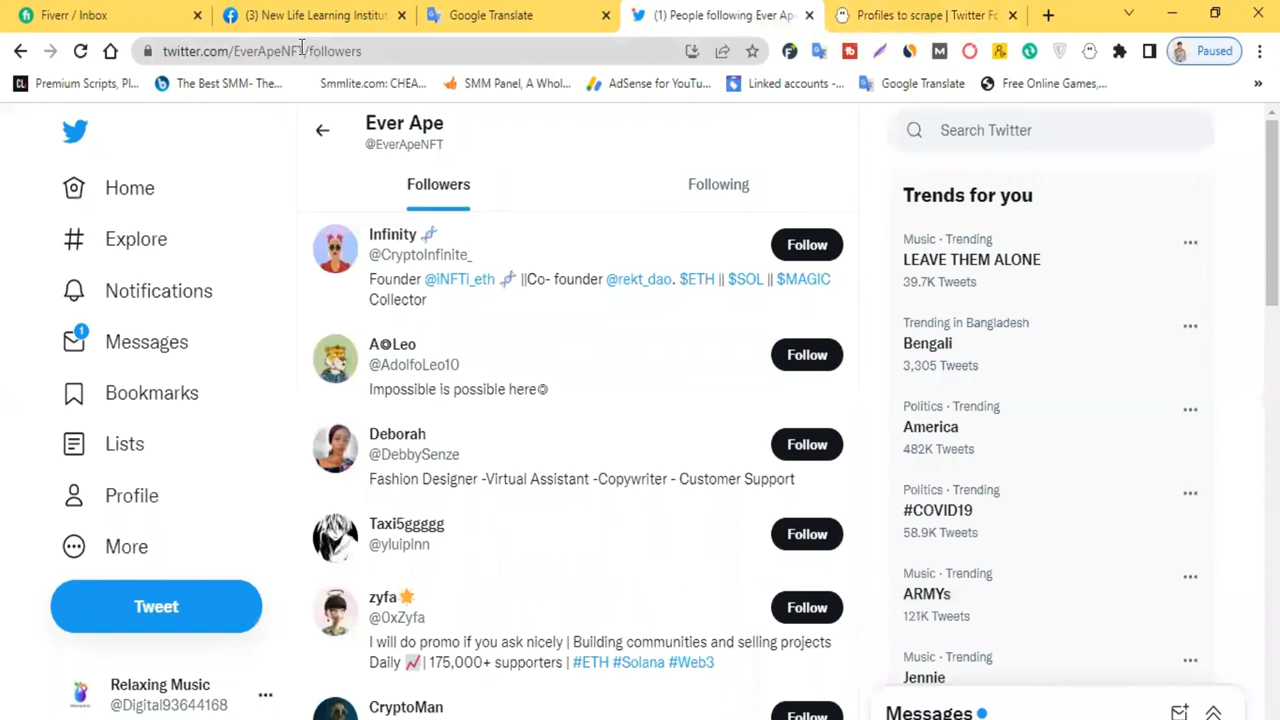 Fiverr / Inbox
(3) New Life Learning Institut
Google Translate
(1) People following Ever Ap
Profiles to scrape | Twitter Fo
twitter.com/EverApeNFT/followers
Paused
Premium Scripts, Pl...
The Best SMM- The...
Smmlite.com: CHEA...
SMM Panel, A Whol...
AdSense for YouTu...
Linked accounts -...
Google Translate
Free Online Games,...
»
Ever Ape
@EverApeNFT
Followers
Following
Home
Explore
Notifications
1
Messages
Bookmarks
Lists
Profile
More
Tweet
Relaxing Music
@Digital93644168
Infinity 🧬
@CryptoInfinite_
Follow
Founder @iNFTi_eth 🧬 ||Co- founder @rekt_dao. $ETH || $SOL || $MAGIC
Collector
A☮Leo
@AdolfoLeo10
Follow
Impossible is possible here☮
Deborah
@DebbySenze
Follow
Fashion Designer -Virtual Assistant -Copywriter - Customer Support
Taxi5ggggg
Follow
zyfa☀
@0xZyfa
Follow
I will do promo if you ask nicely | Building communities and selling projects
Daily 📈 | 175,000+ supporters | #ETH #Solana #Web3
CryptoMan
Follow
Search Twitter
Trends for you
Music · Trending
LEAVE THEM ALONE
39.7K Tweets
Trending in Bangladesh
Bengali
3,305 Tweets
Politics · Trending
America
482K Tweets
Politics · Trending
#COVID19
58.9K Tweets
Music · Trending
ARMYs
121K Tweets
Music · Trending
Jennie
Messages